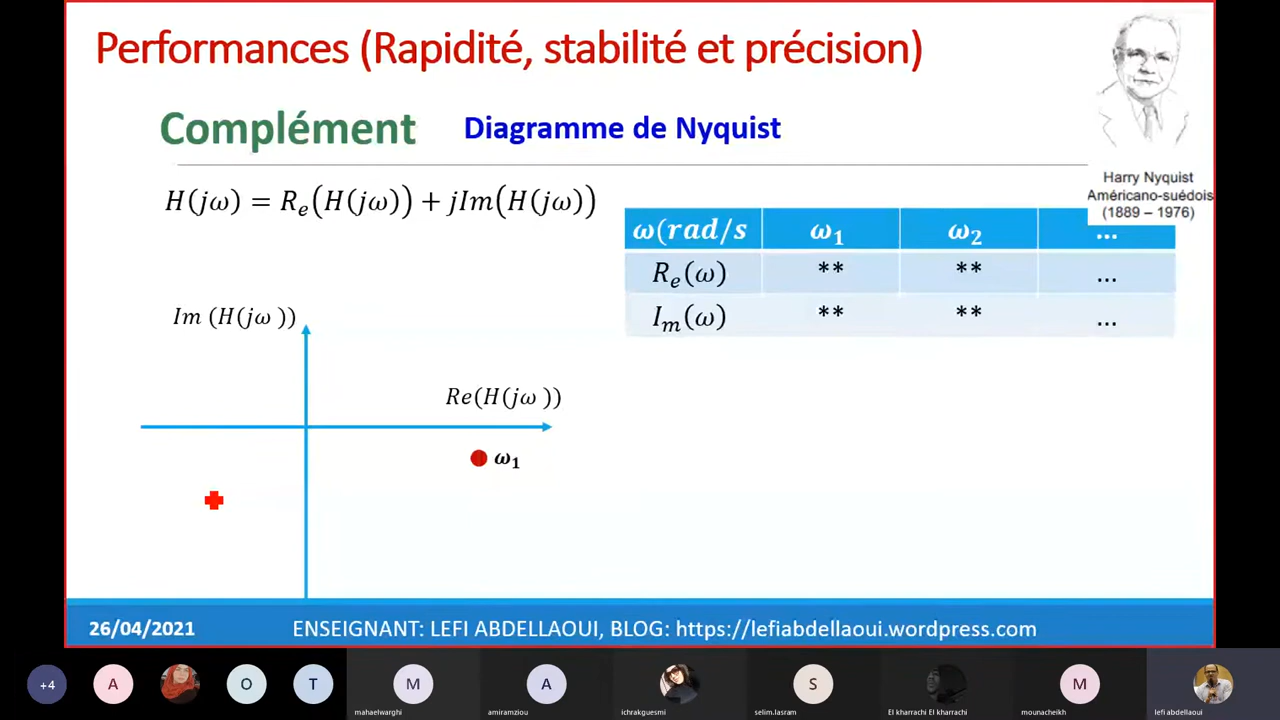 Performances (Rapidité, stabilité et précision)
Complément
Diagramme de Nyquist
Harry Nyquist
Américano-suédois
(1889 – 1976)
H(jω) = Rₑ(H(jω)) + jIm(H(jω))
ω(rad/s ω₁ ω₂ ...
Rₑ(ω) ** ** ...
Iₘ(ω) ** ** ...
Im (H(jω ))
Re(H(jω ))
ω₁
26/04/2021
ENSEIGNANT: LEFI ABDELLAOUI, BLOG: https://lefiabdellaoui.wordpress.com
+4 A O T M A S M
mahaelwarghi amiramziou ichrakguesmi selim.lasram El kharrachi El kharrachi mounacheikh lefi abdellaoui